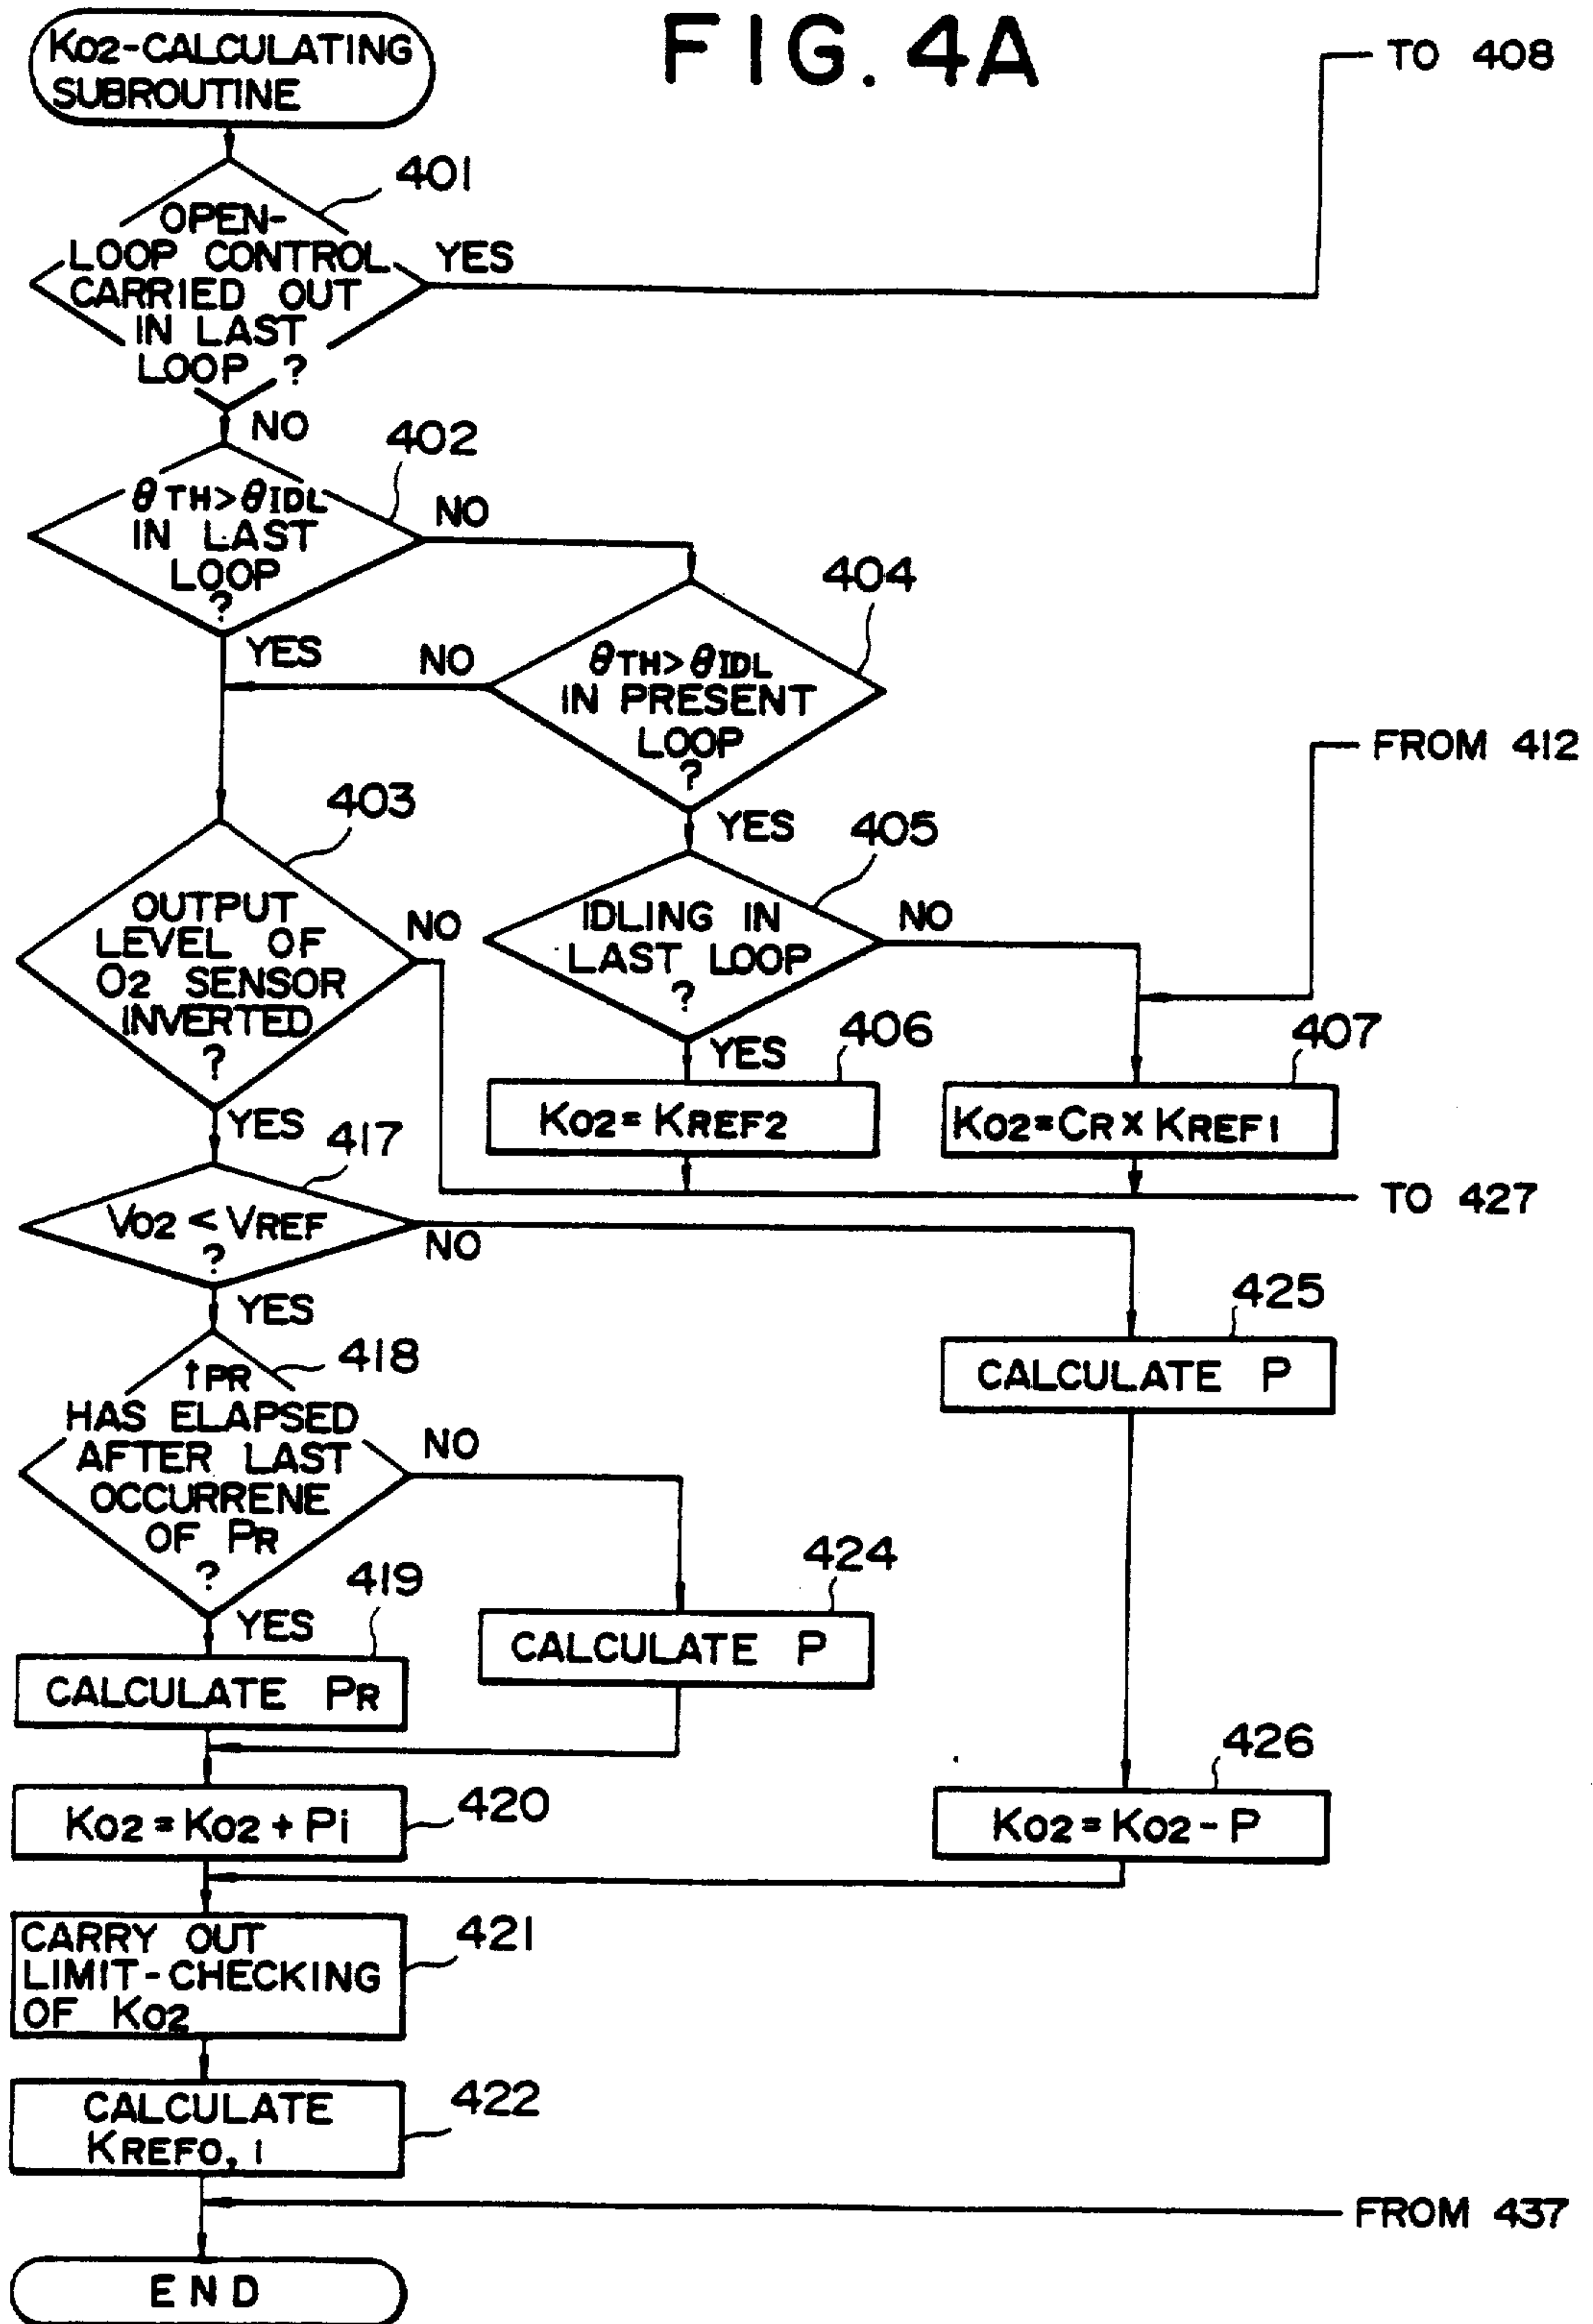 FIG. 4A
KO2-CALCULATING
SUBROUTINE
TO 408
401
OPEN-
LOOP CONTROL
CARRIED OUT
IN LAST
LOOP ?
YES
NO
402
θTH>θIDL
IN LAST
LOOP
?
NO
YES
404
θTH>θIDL
IN PRESENT
LOOP
?
NO
YES
FROM 412
403
OUTPUT
LEVEL OF
O2 SENSOR
INVERTED
?
NO
YES
405
IDLING IN
LAST LOOP
?
NO
YES
406
KO2=KREF2
407
KO2=CR×KREF1
TO 427
417
VO2<VREF
?
NO
YES
418
tPR
HAS ELAPSED
AFTER LAST
OCCURRENE
OF PR
?
NO
YES
425
CALCULATE P
424
CALCULATE P
419
CALCULATE PR
420
KO2=KO2+Pi
426
KO2=KO2-P
421
CARRY OUT
LIMIT-CHECKING
OF KO2
422
CALCULATE
KREF0, 1
FROM 437
END